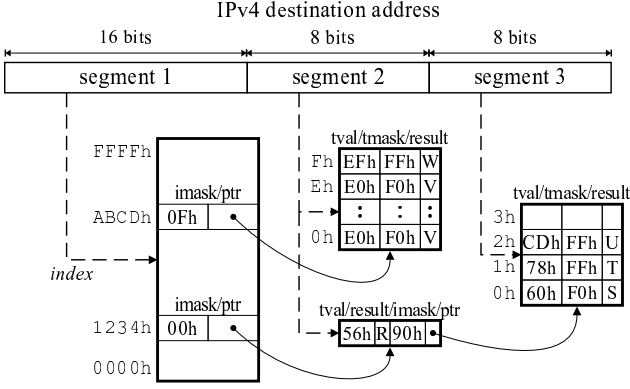 IPv4 destination address
16 bits 8 bits 8 bits
segment 1 segment 2 segment 3
tval/tmask/result
FFFFh
Fh EFh FFh W
Eh E0h F0h V
: : :
0h E0h F0h V
imask/ptr
ABCDh 0Fh
index
tval/tmask/result
3h
2h CDh FFh U
1h 78h FFh T
0h 60h F0h S
imask/ptr
1234h 00h
0000h
tval/result/imask/ptr
56h R 90h